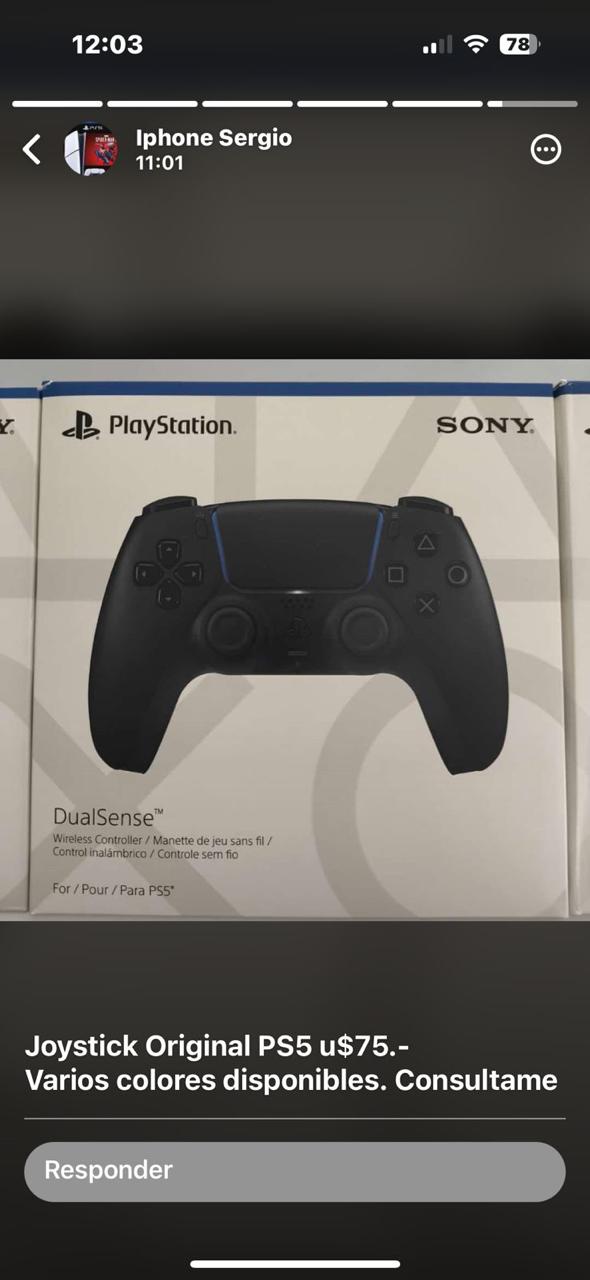 12:03
78
Iphone Sergio
11:01
Y.
PlayStation.
SONY.
DualSense™
Wireless Controller / Manette de jeu sans fil /
Control inalámbrico / Controle sem fio
For / Pour / Para PS5*
Joystick Original PS5 u$75.-
Varios colores disponibles. Consultame
Responder